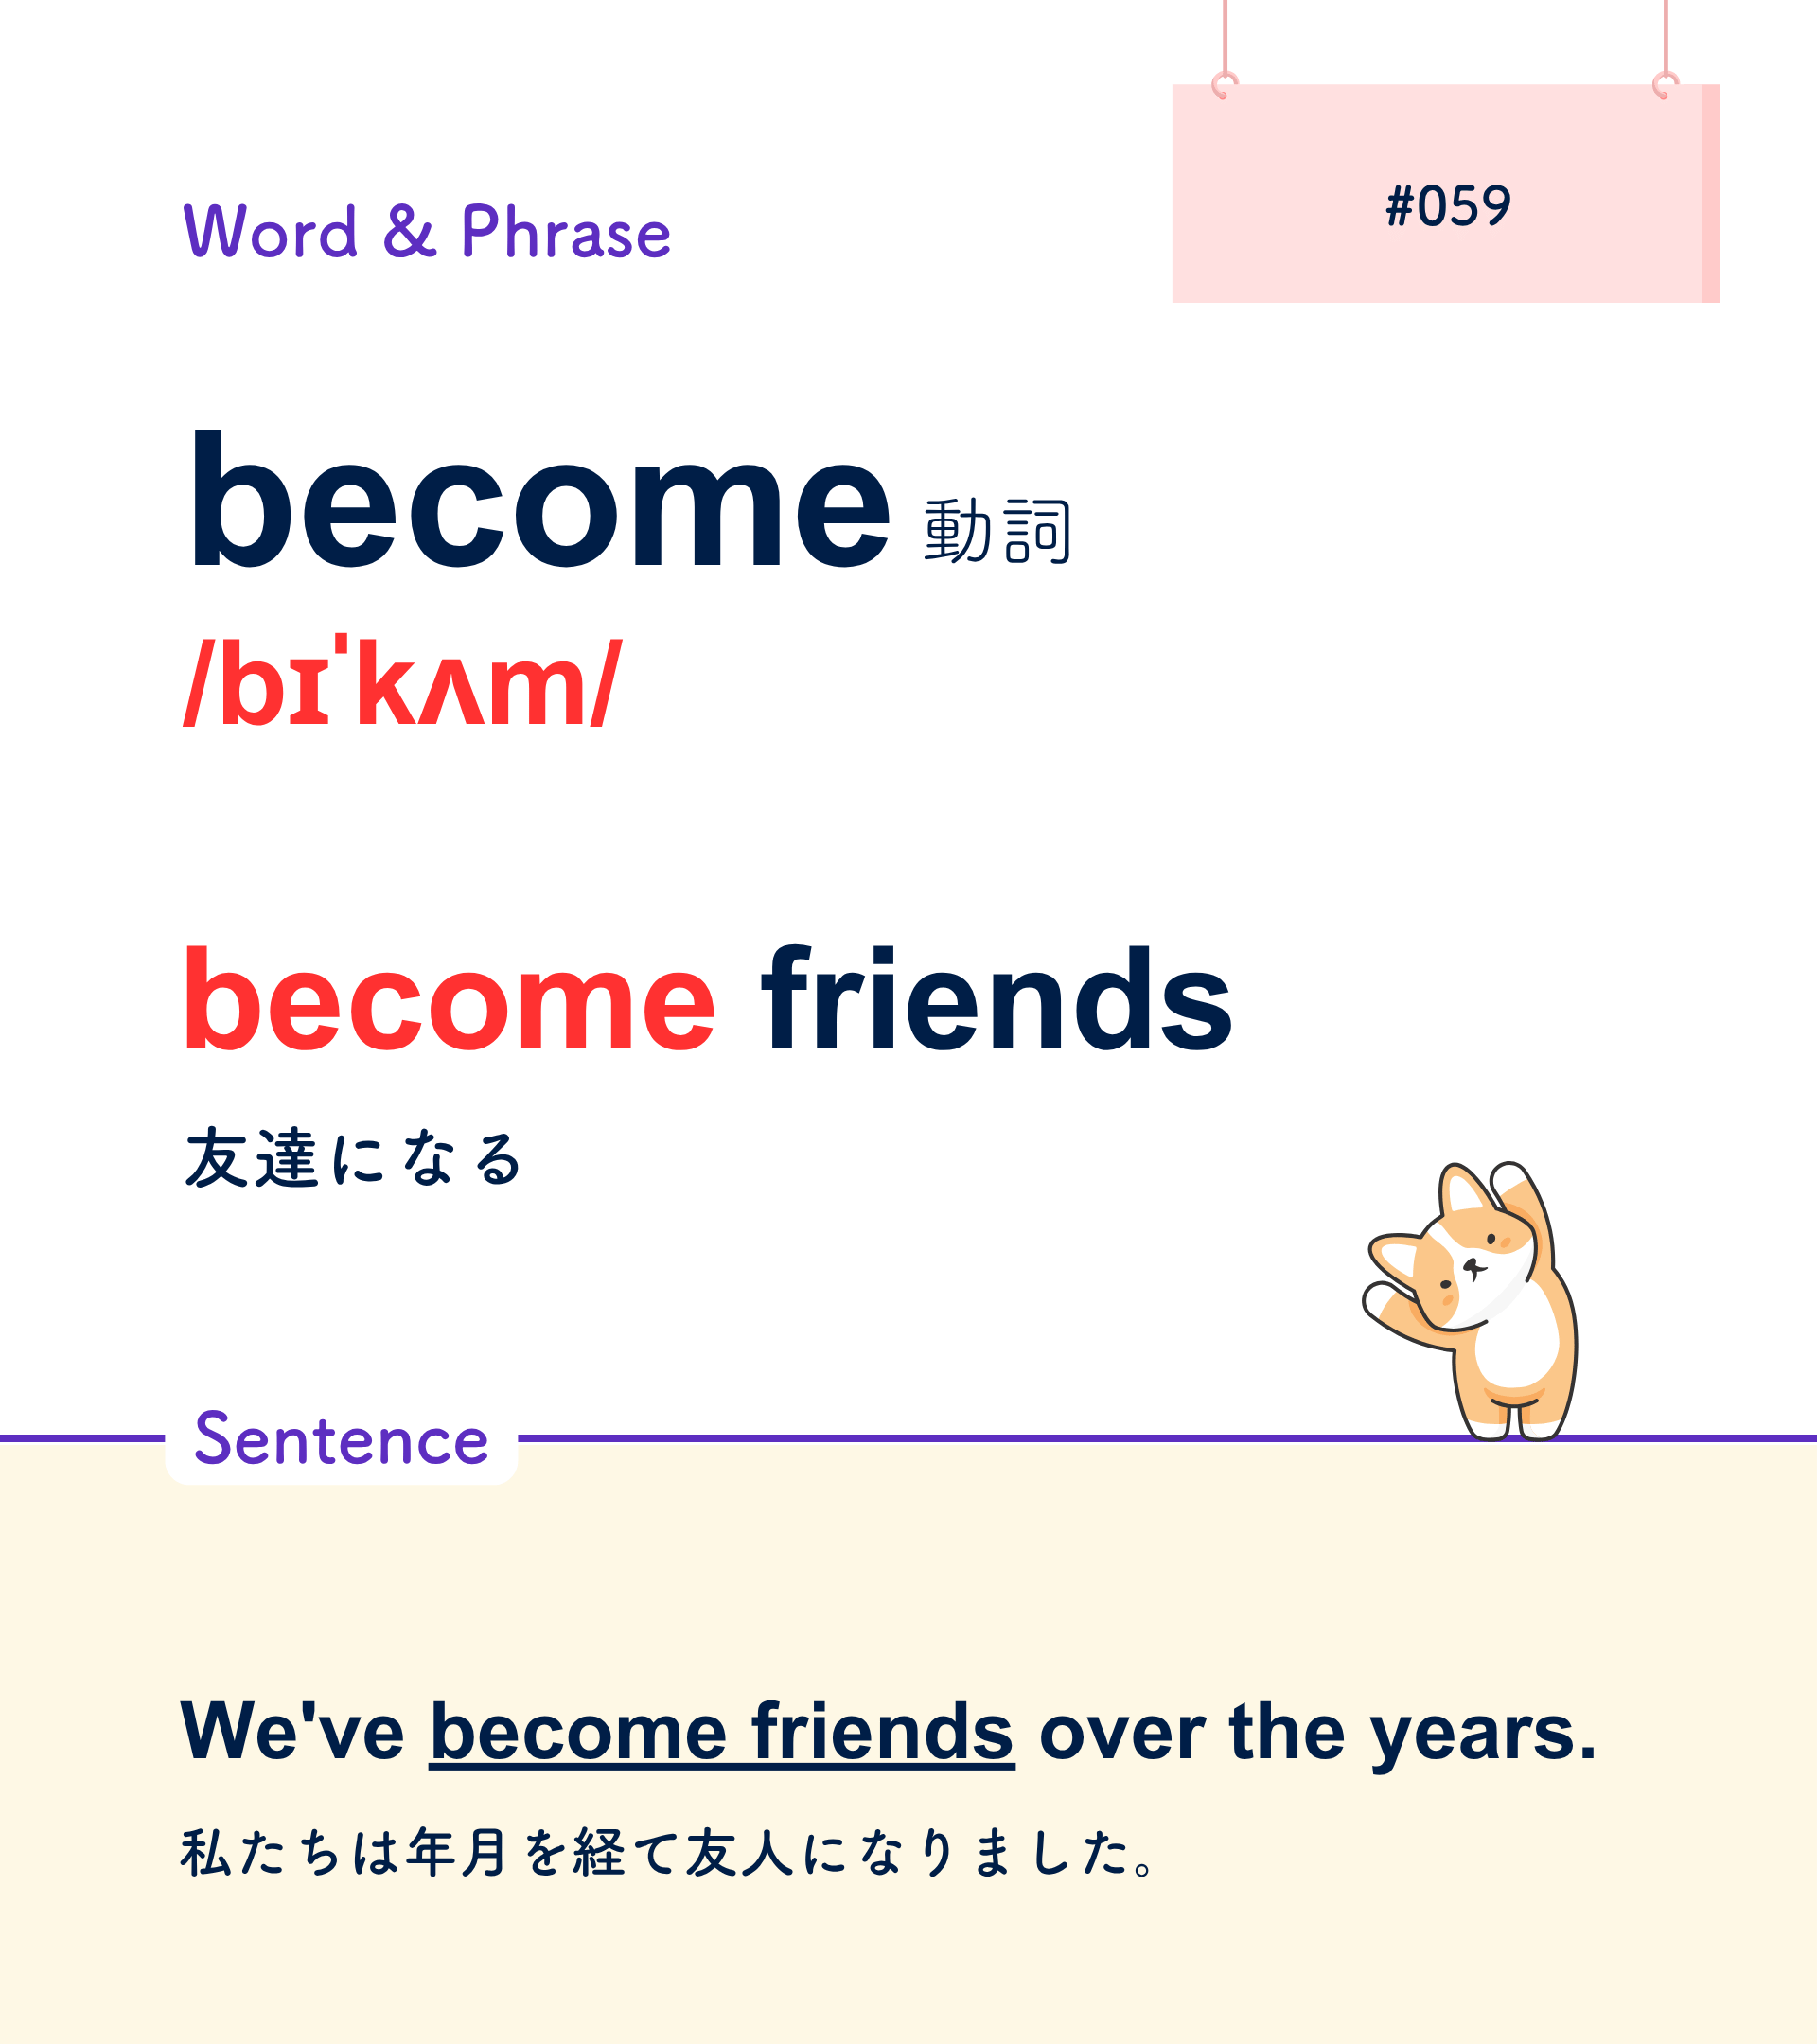 #059
Word & Phrase
become 動詞
/bɪˈkʌm/
become friends
友達になる
Sentence
We've become friends over the years.
私たちは年月を経て友人になりました。